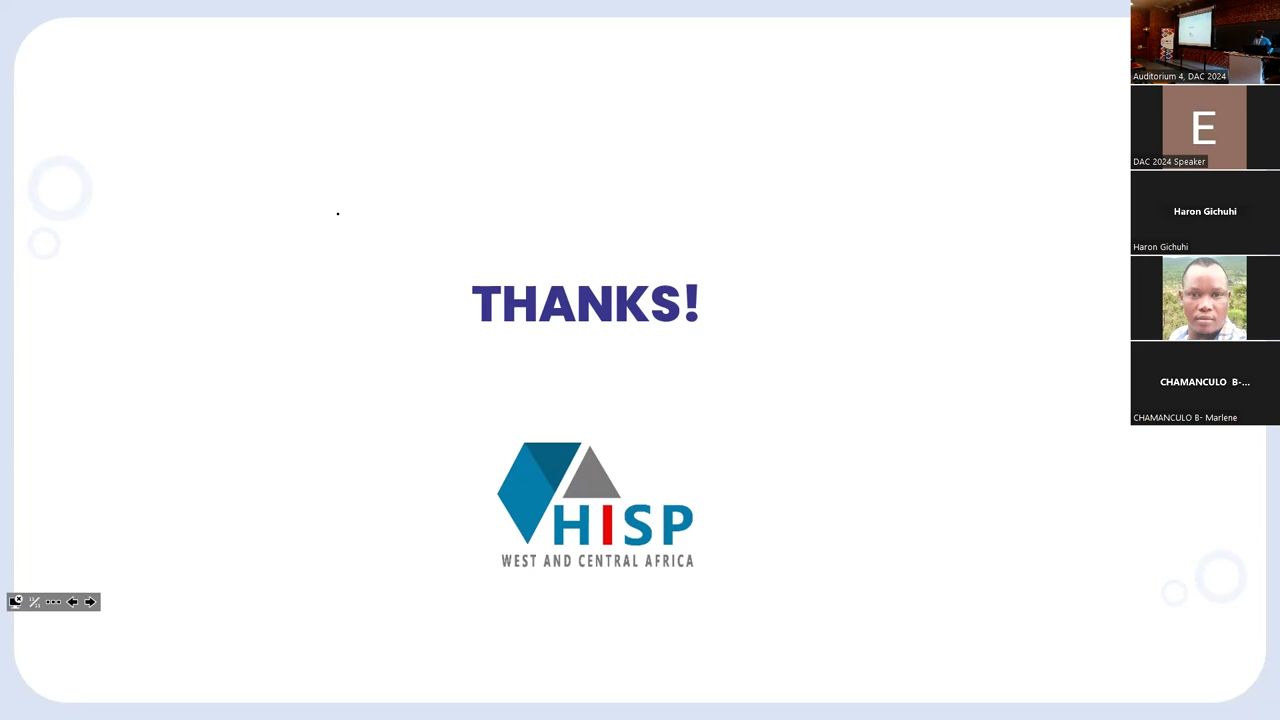 THANKS!
HISP
WEST AND CENTRAL AFRICA
Auditorium 4, DAC 2024
E
DAC 2024 Speaker
Haron Gichuhi
Haron Gichuhi
CHAMANCULO B-...
CHAMANCULO B- Marlene